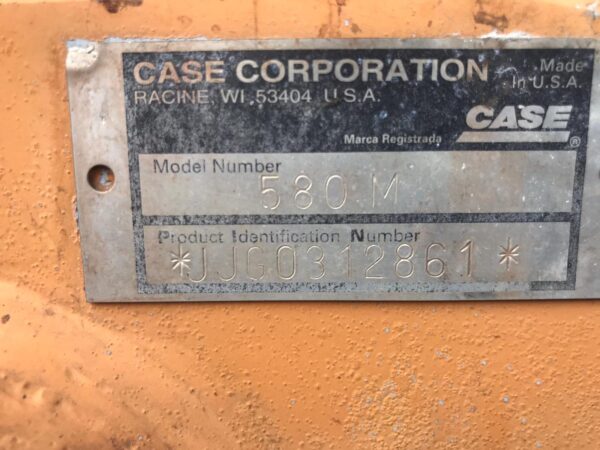 CASE CORPORATION
RACINE, WI 53404 U.S.A.
Made
In U.S.A.
Marca Registrada
CASE®
Model Number
580 M
Product Identification Number
*JJG0312861*